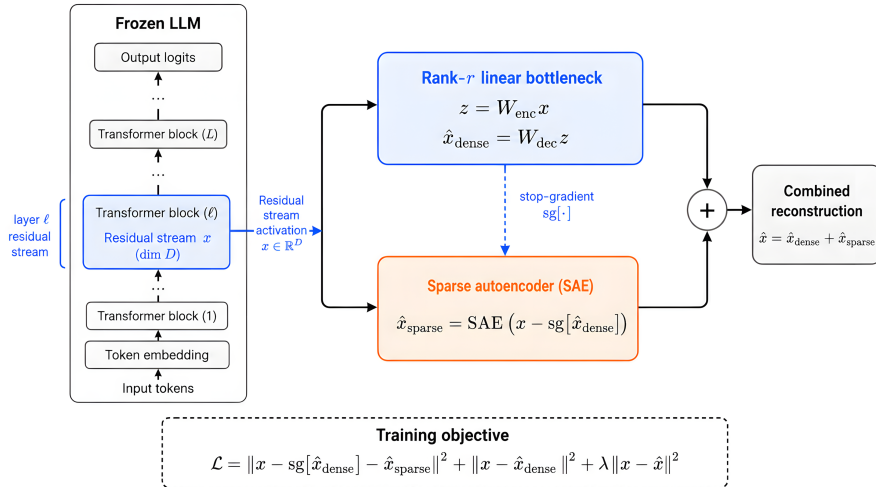 Frozen LLM
Output logits
...
Transformer block (L)
...
Transformer block (ℓ)
Residual stream x
(dim D)
...
Transformer block (1)
Token embedding
Input tokens
layer ℓ
residual
stream
Residual
stream
activation
x ∈ ℝ^D
Rank-r linear bottleneck
z = W_enc x
x̂_dense = W_dec z
stop-gradient
sg[·]
Sparse autoencoder (SAE)
x̂_sparse = SAE (x − sg[x̂_dense])
+
Combined
reconstruction
x̂ = x̂_dense + x̂_sparse
Training objective
ℒ = ‖x − sg[x̂_dense] − x̂_sparse‖² + ‖x − x̂_dense‖² + λ‖x − x̂‖²